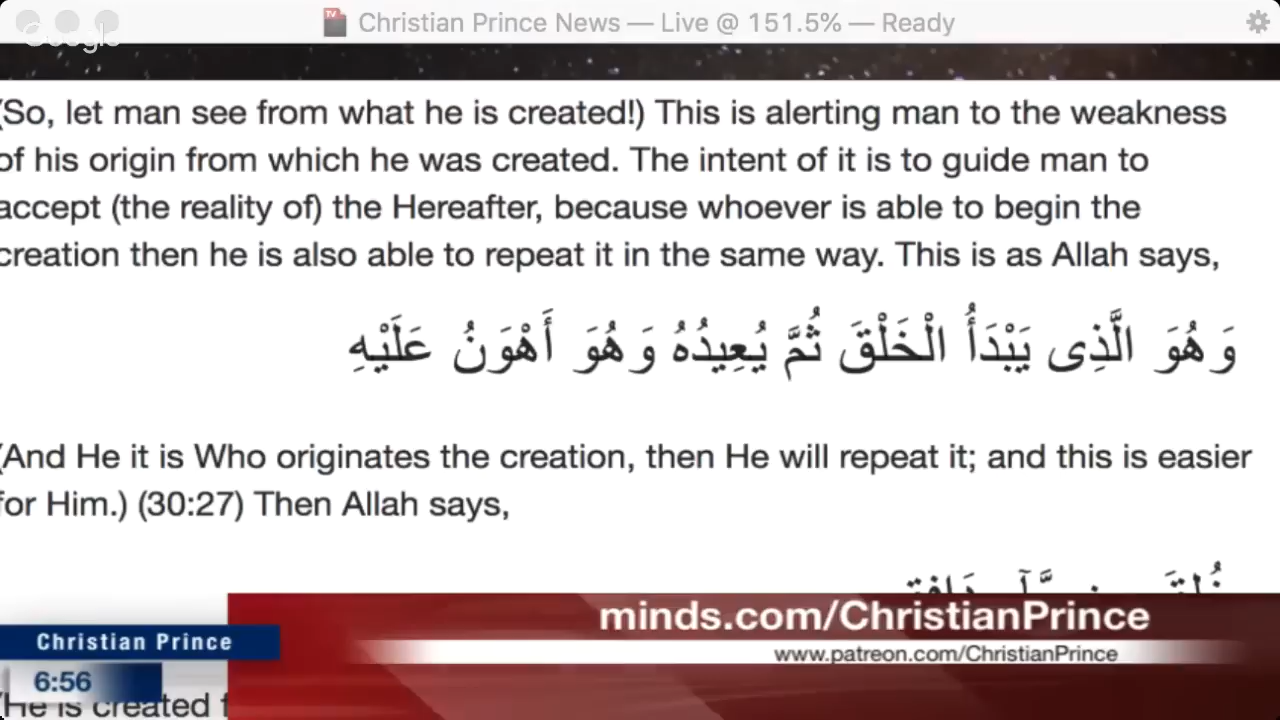 Christian Prince News — Live @ 151.5% — Ready
Google
(So, let man see from what he is created!) This is alerting man to the weakness
of his origin from which he was created. The intent of it is to guide man to
accept (the reality of) the Hereafter, because whoever is able to begin the
creation then he is also able to repeat it in the same way. This is as Allah says,
وَهُوَ الَّذِى يَبْدَأُ الْخَلْقَ ثُمَّ يُعِيدُهُ وَهُوَ أَهْوَنُ عَلَيْهِ
(And He it is Who originates the creation, then He will repeat it; and this is easier
for Him.) (30:27) Then Allah says,
minds.com/ChristianPrince
www.patreon.com/ChristianPrince
Christian Prince
6:56
(He is created f